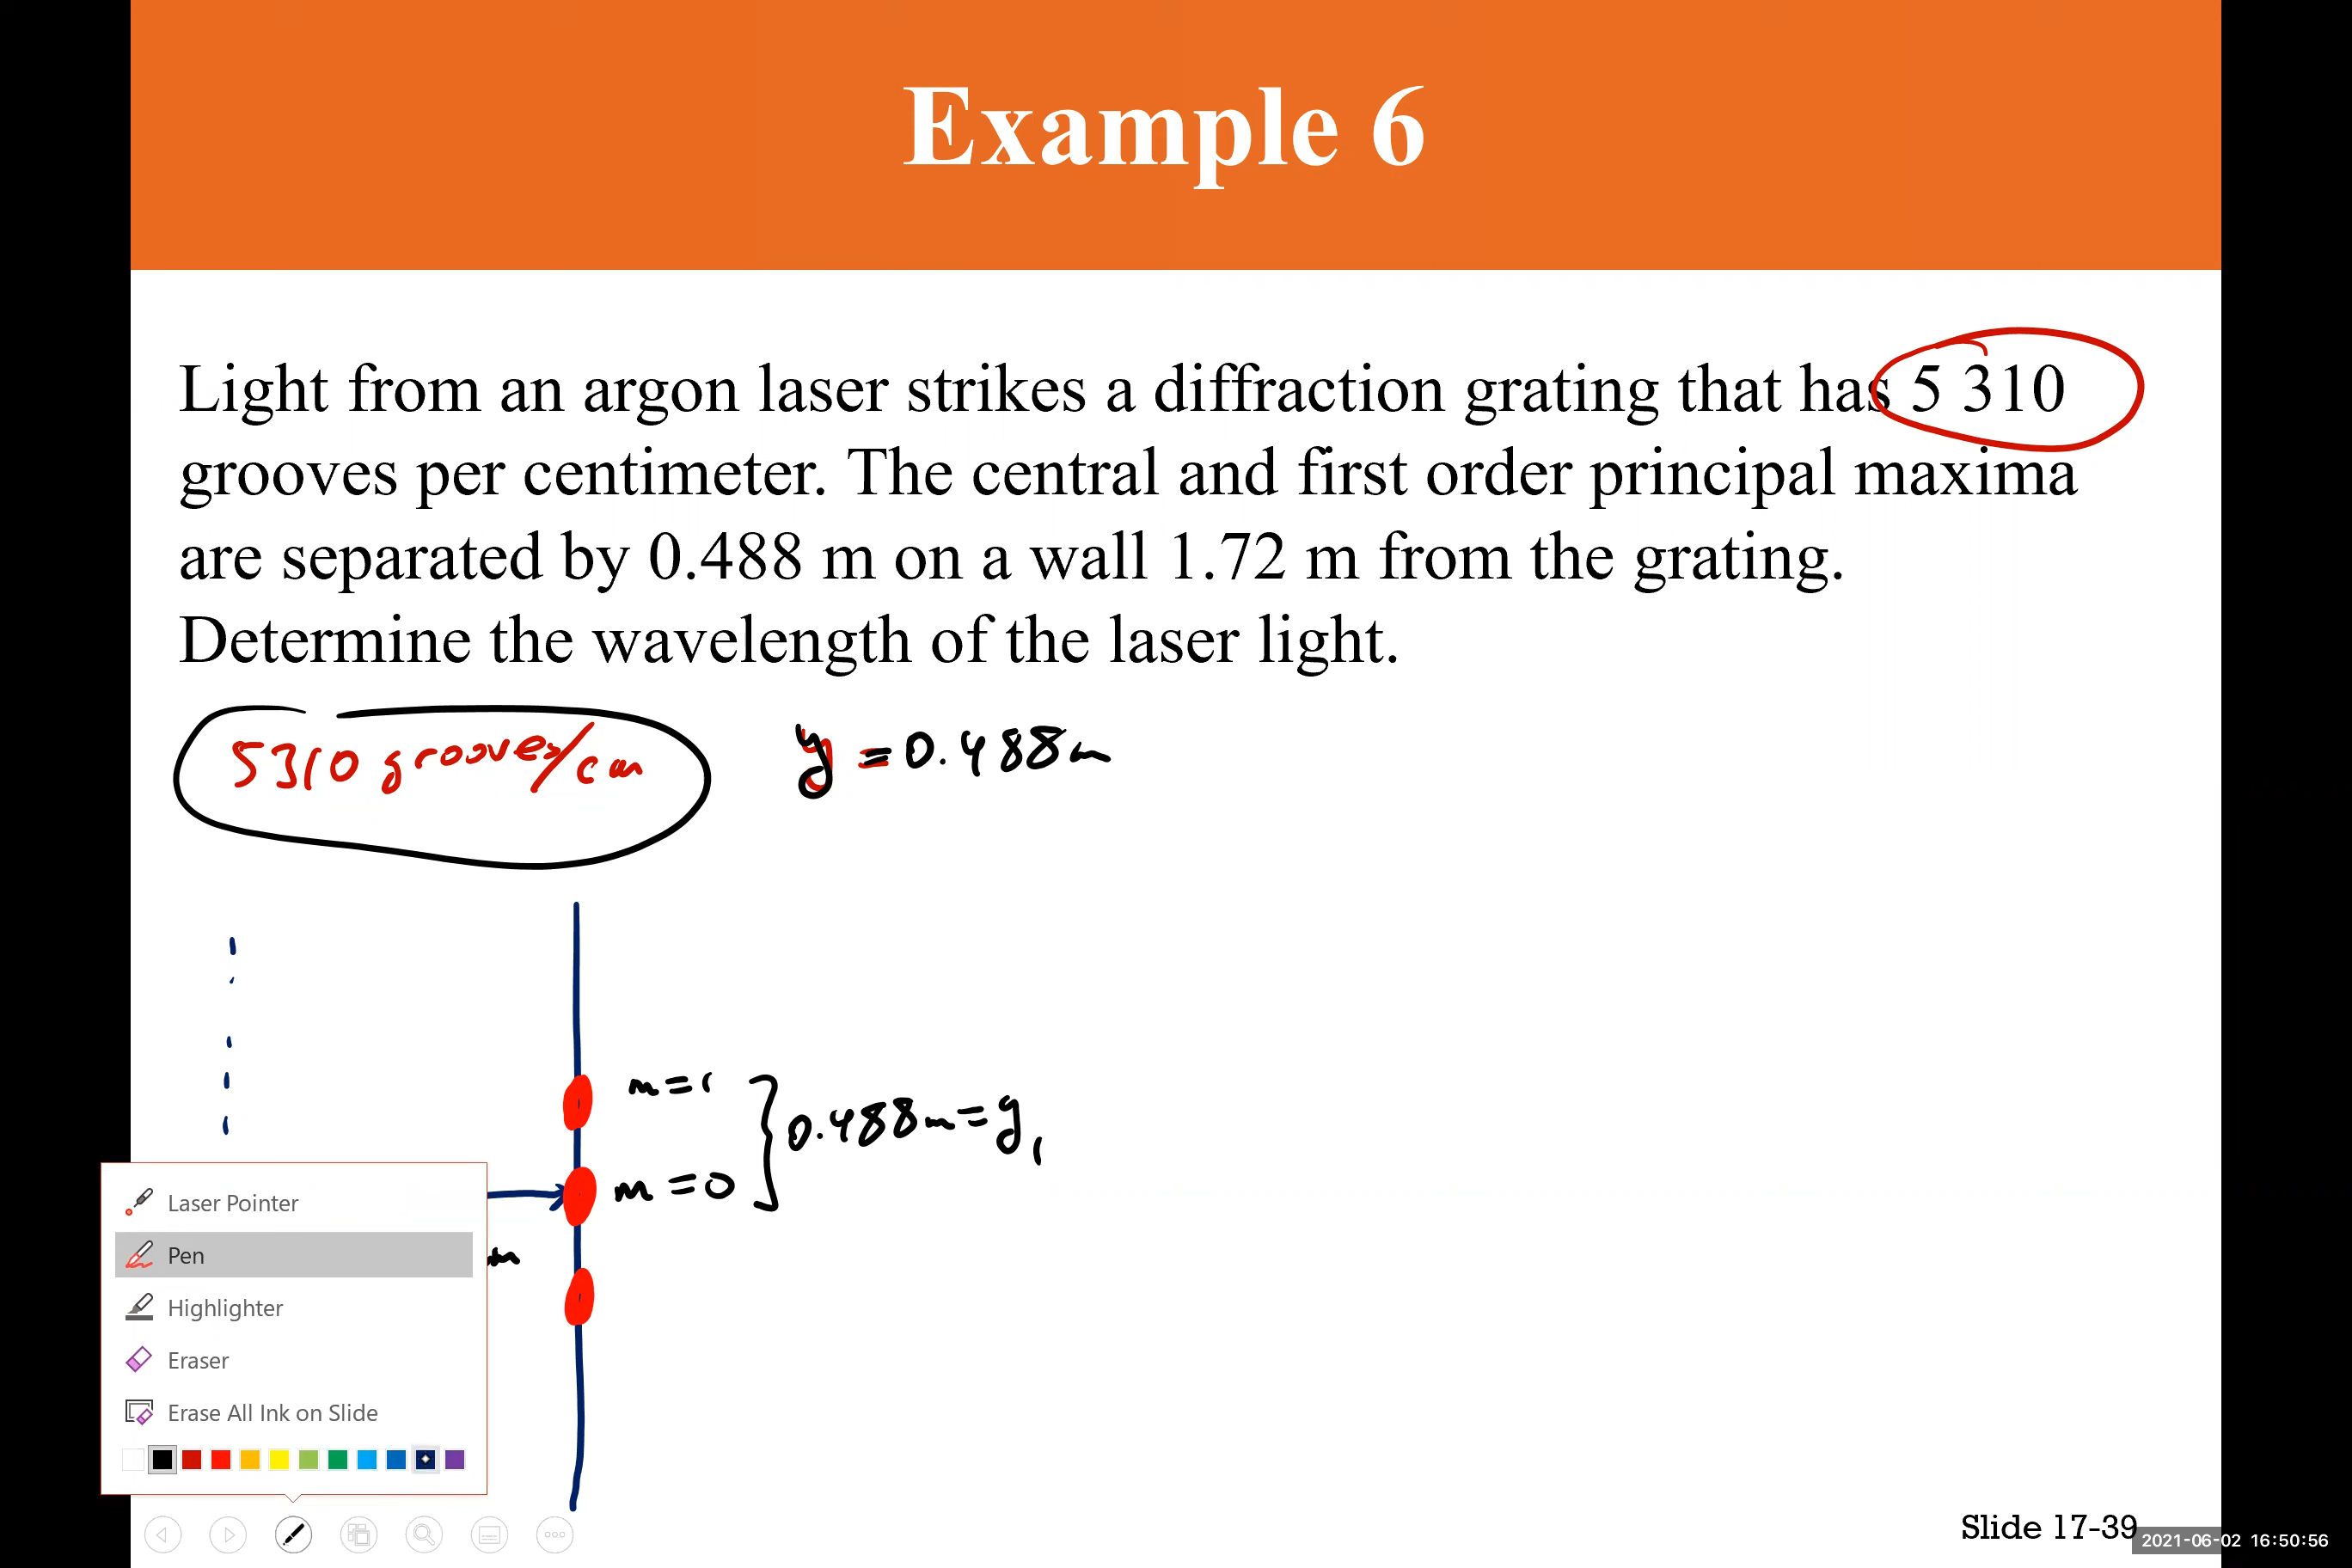 Example 6
Light from an argon laser strikes a diffraction grating that has 5 310
grooves per centimeter. The central and first order principal maxima
are separated by 0.488 m on a wall 1.72 m from the grating.
Determine the wavelength of the laser light.
5310 grooves/cm
y = 0.488m
m=1
0.488m = y1
m=0
m
Laser Pointer
Pen
Highlighter
Eraser
Erase All Ink on Slide
Slide 17-39
2021-06-02 16:50:56